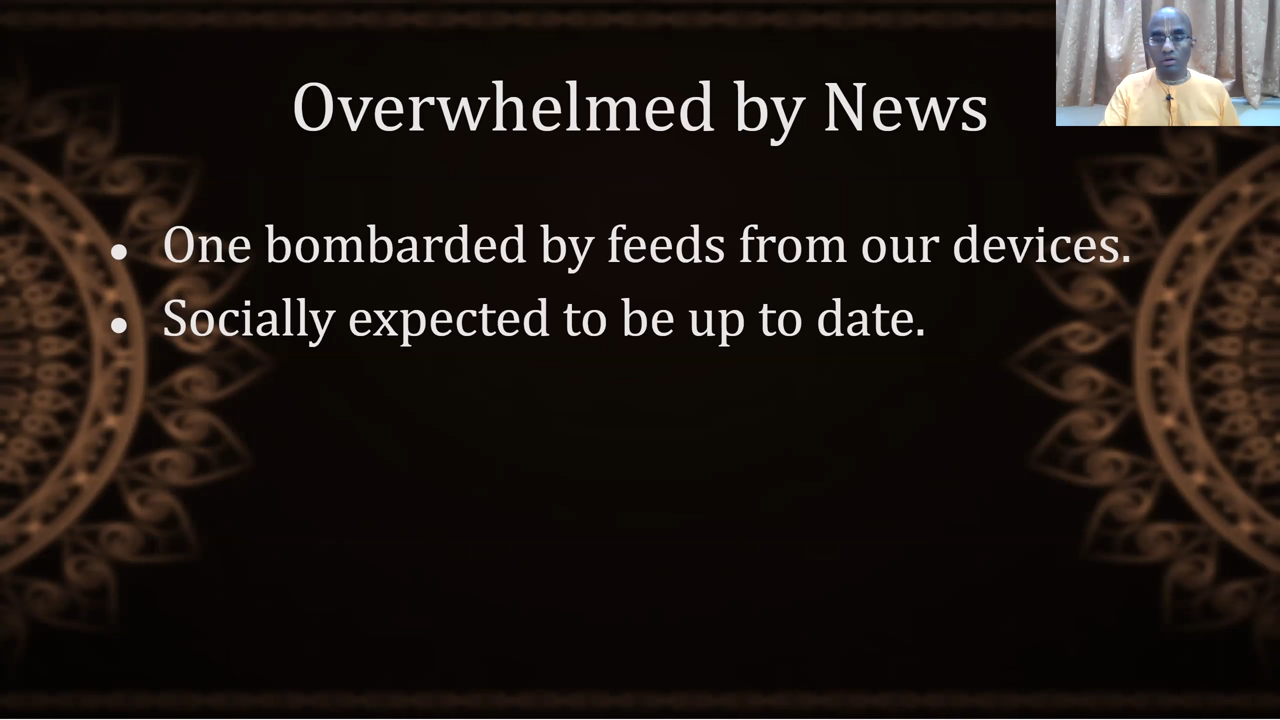 Overwhelmed by News
• One bombarded by feeds from our devices.
• Socially expected to be up to date.